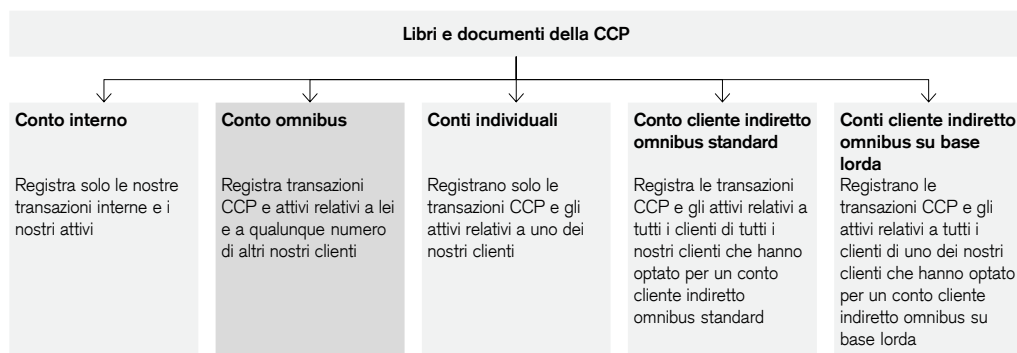 Libri e documenti della CCP
Conto interno
Registra solo le nostre
transazioni interne e i
nostri attivi
Conto omnibus
Registra transazioni
CCP e attivi relativi a lei
e a qualunque numero
di altri nostri clienti
Conti individuali
Registrano solo le
transazioni CCP e gli
attivi relativi a uno dei
nostri clienti
Conto cliente indiretto
omnibus standard
Registra le transazioni
CCP e gli attivi relativi a
tutti i clienti di tutti i
nostri clienti che hanno
optato per un conto
cliente indiretto
omnibus standard
Conti cliente indiretto
omnibus su base
lorda
Registrano le
transazioni CCP e gli
attivi relativi a tutti i
clienti di uno dei nostri
clienti che hanno optato
per un conto cliente
indiretto omnibus su
base lorda